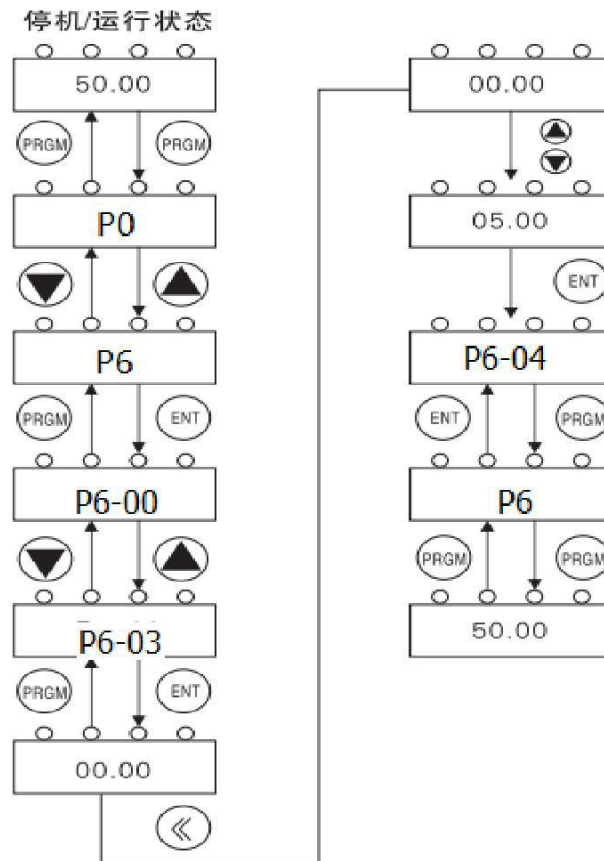 停机/运行状态
50.00
PRGM PRGM
P0
P6
PRGM ENT
P6-00
P6-03
PRGM ENT
00.00
00.00
05.00
ENT
P6-04
ENT PRGM
P6
PRGM PRGM
50.00